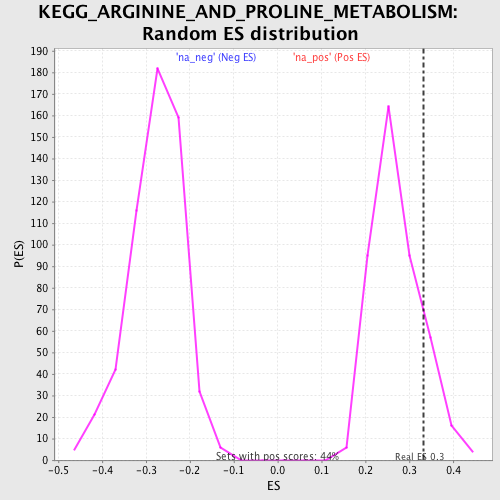 KEGG_ARGININE_AND_PROLINE_METABOLISM:
Random ES distribution
'na_neg' (Neg ES) 'na_pos' (Pos ES)
190
180
170
160
150
140
130
120
110
100
90
80
70
60
50
40
30
20
10
0
P(ES)
Sets with pos scores: 44%
Real ES 0.3
-0.5 -0.4 -0.3 -0.2 -0.1 0.0 0.1 0.2 0.3 0.4
ES